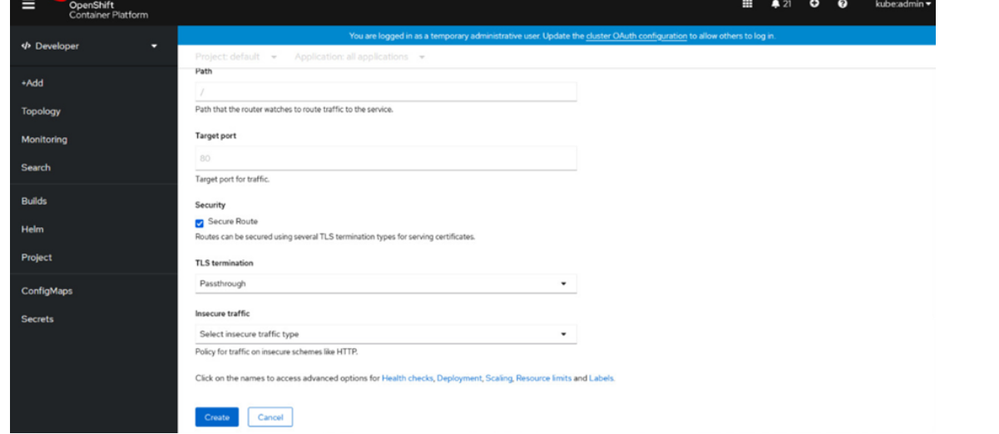 OpenShift
Container Platform
21
kube:admin
Developer
You are logged in as a temporary administrative user. Update the cluster OAuth configuration to allow others to log in.
Project: default
Application: all applications
+Add
Topology
Monitoring
Search
Builds
Helm
Project
ConfigMaps
Secrets
Path
/
Path that the router watches to route traffic to the service.
Target port
80
Target port for traffic.
Security
Secure Route
Routes can be secured using several TLS termination types for serving certificates.
TLS termination
Passthrough
Insecure traffic
Select insecure traffic type
Policy for traffic on insecure schemes like HTTP.
Click on the names to access advanced options for Health checks, Deployment, Scaling, Resource limits and Labels.
Create
Cancel